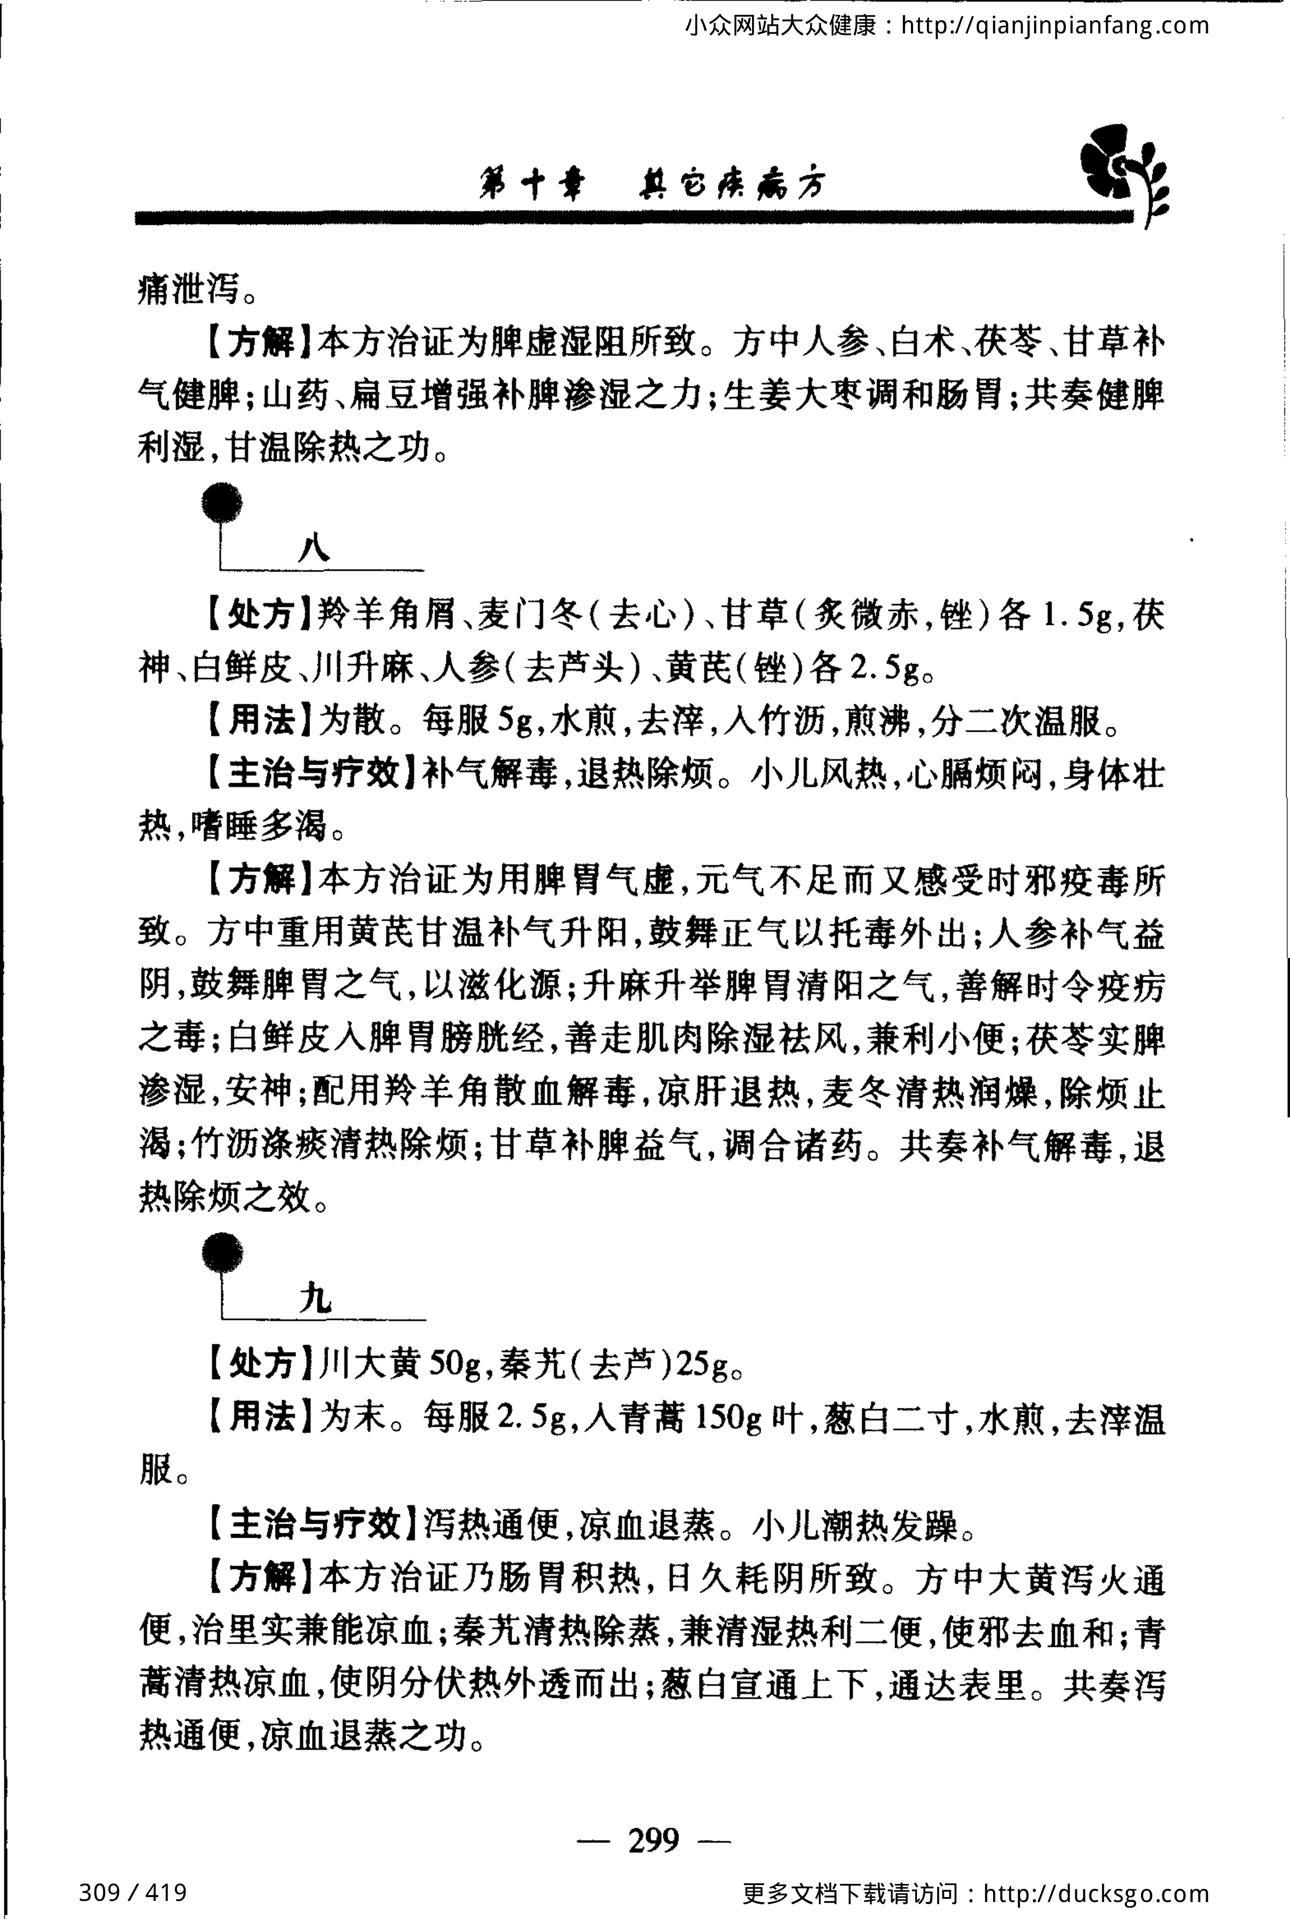 小众网站大众健康：http://qianjinpianfang.com
第十章 其它疾病方
痛泄泻。
【方解】本方治证为脾虚湿阻所致。方中人参、白术、茯苓、甘草补
气健脾；山药、扁豆增强补脾渗湿之力；生姜大枣调和肠胃；共奏健脾
利湿，甘温除热之功。
八
【处方】羚羊角屑、麦门冬（去心）、甘草（炙微赤，锉）各1.5g，茯
神、白鲜皮、川升麻、人参（去芦头）、黄芪（锉）各2.5g。
【用法】为散。每服5g，水煎，去滓，入竹沥，煎沸，分二次温服。
【主治与疗效】补气解毒，退热除烦。小儿风热，心膈烦闷，身体壮
热，嗜睡多渴。
【方解】本方治证为用脾胃气虚，元气不足而又感受时邪疫毒所
致。方中重用黄芪甘温补气升阳，鼓舞正气以托毒外出；人参补气益
阴，鼓舞脾胃之气，以滋化源；升麻升举脾胃清阳之气，善解时令疫疠
之毒；白鲜皮入脾胃膀胱经，善走肌肉除湿祛风，兼利小便；茯苓实脾
渗湿，安神；配用羚羊角散血解毒，凉肝退热，麦冬清热润燥，除烦止
渴；竹沥涤痰清热除烦；甘草补脾益气，调合诸药。共奏补气解毒，退
热除烦之效。
九
【处方】川大黄50g，秦艽（去芦）25g。
【用法】为末。每服2.5g，入青蒿150g叶，葱白二寸，水煎，去滓温
服。
【主治与疗效】泻热通便，凉血退蒸。小儿潮热发躁。
【方解】本方治证乃肠胃积热，日久耗阴所致。方中大黄泻火通
便，治里实兼能凉血；秦艽清热除蒸，兼清湿热利二便，使邪去血和；青
蒿清热凉血，使阴分伏热外透而出；葱白宣通上下，通达表里。共奏泻
热通便，凉血退蒸之功。
— 299 —
309 / 419
更多文档下载请访问：http://ducksgo.com